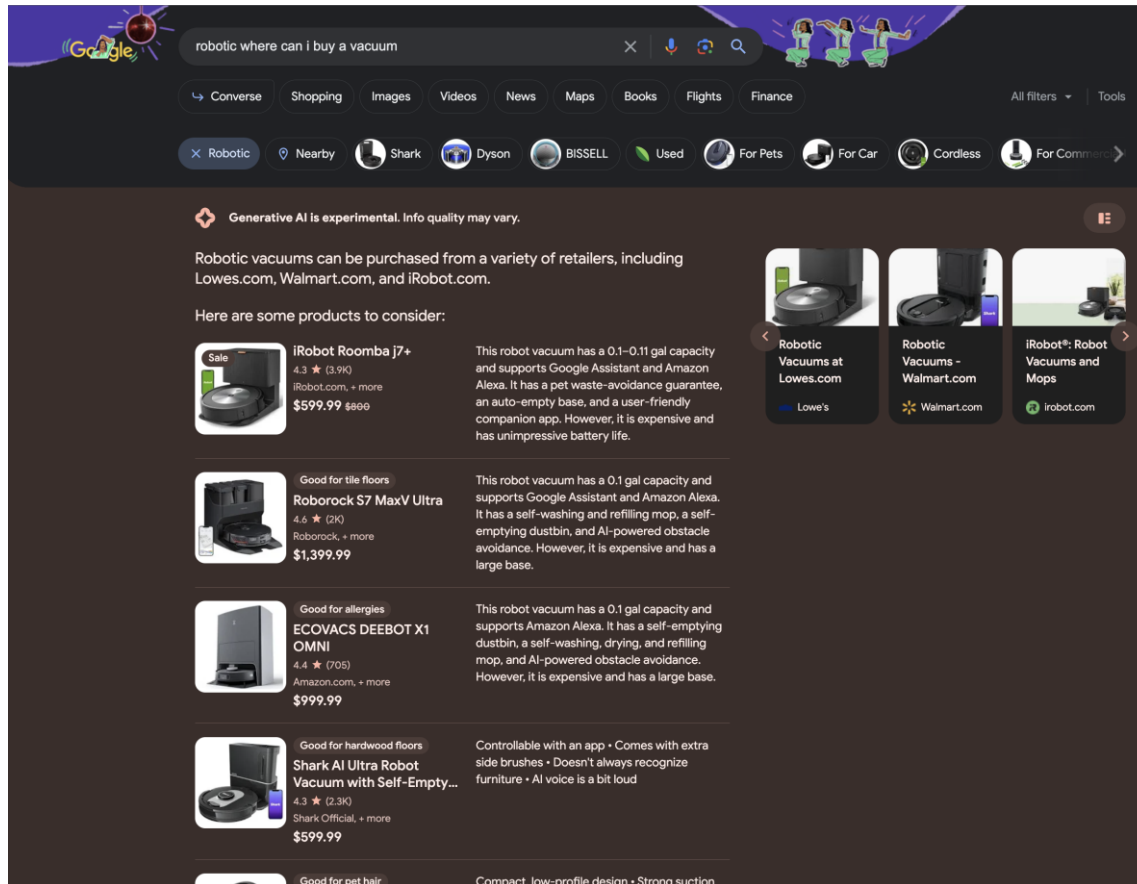 Google
robotic where can i buy a vacuum
Converse
Shopping
Images
Videos
News
Maps
Books
Flights
Finance
All filters
Tools
Robotic
Nearby
Shark
Dyson
BISSELL
Used
For Pets
For Car
Cordless
For Commerci
Generative AI is experimental. Info quality may vary.
Robotic vacuums can be purchased from a variety of retailers, including
Lowes.com, Walmart.com, and iRobot.com.
Here are some products to consider:
Sale
iRobot Roomba j7+
4.3 ★ (3.9K)
iRobot.com, + more
$599.99 $800
This robot vacuum has a 0.1–0.11 gal capacity
and supports Google Assistant and Amazon
Alexa. It has a pet waste-avoidance guarantee,
an auto-empty base, and a user-friendly
companion app. However, it is expensive and
has unimpressive battery life.
Good for tile floors
Roborock S7 MaxV Ultra
4.6 ★ (2K)
Roborock, + more
$1,399.99
This robot vacuum has a 0.1 gal capacity and
supports Google Assistant and Amazon Alexa.
It has a self-washing and refilling mop, a self-
emptying dustbin, and AI-powered obstacle
avoidance. However, it is expensive and has a
large base.
Good for allergies
ECOVACS DEEBOT X1
OMNI
4.4 ★ (705)
Amazon.com, + more
$999.99
This robot vacuum has a 0.1 gal capacity and
supports Amazon Alexa. It has a self-emptying
dustbin, a self-washing, drying, and refilling
mop, and AI-powered obstacle avoidance.
However, it is expensive and has a large base.
Good for hardwood floors
Shark AI Ultra Robot
Vacuum with Self-Empty...
4.3 ★ (2.3K)
Shark Official, + more
$599.99
Controllable with an app • Comes with extra
side brushes • Doesn't always recognize
furniture • AI voice is a bit loud
Good for pet hair
Compact, low-profile design • Strong suction
Robotic
Vacuums at
Lowes.com
Lowe's
Robotic
Vacuums -
Walmart.com
Walmart.com
iRobot®: Robot
Vacuums and
Mops
irobot.com